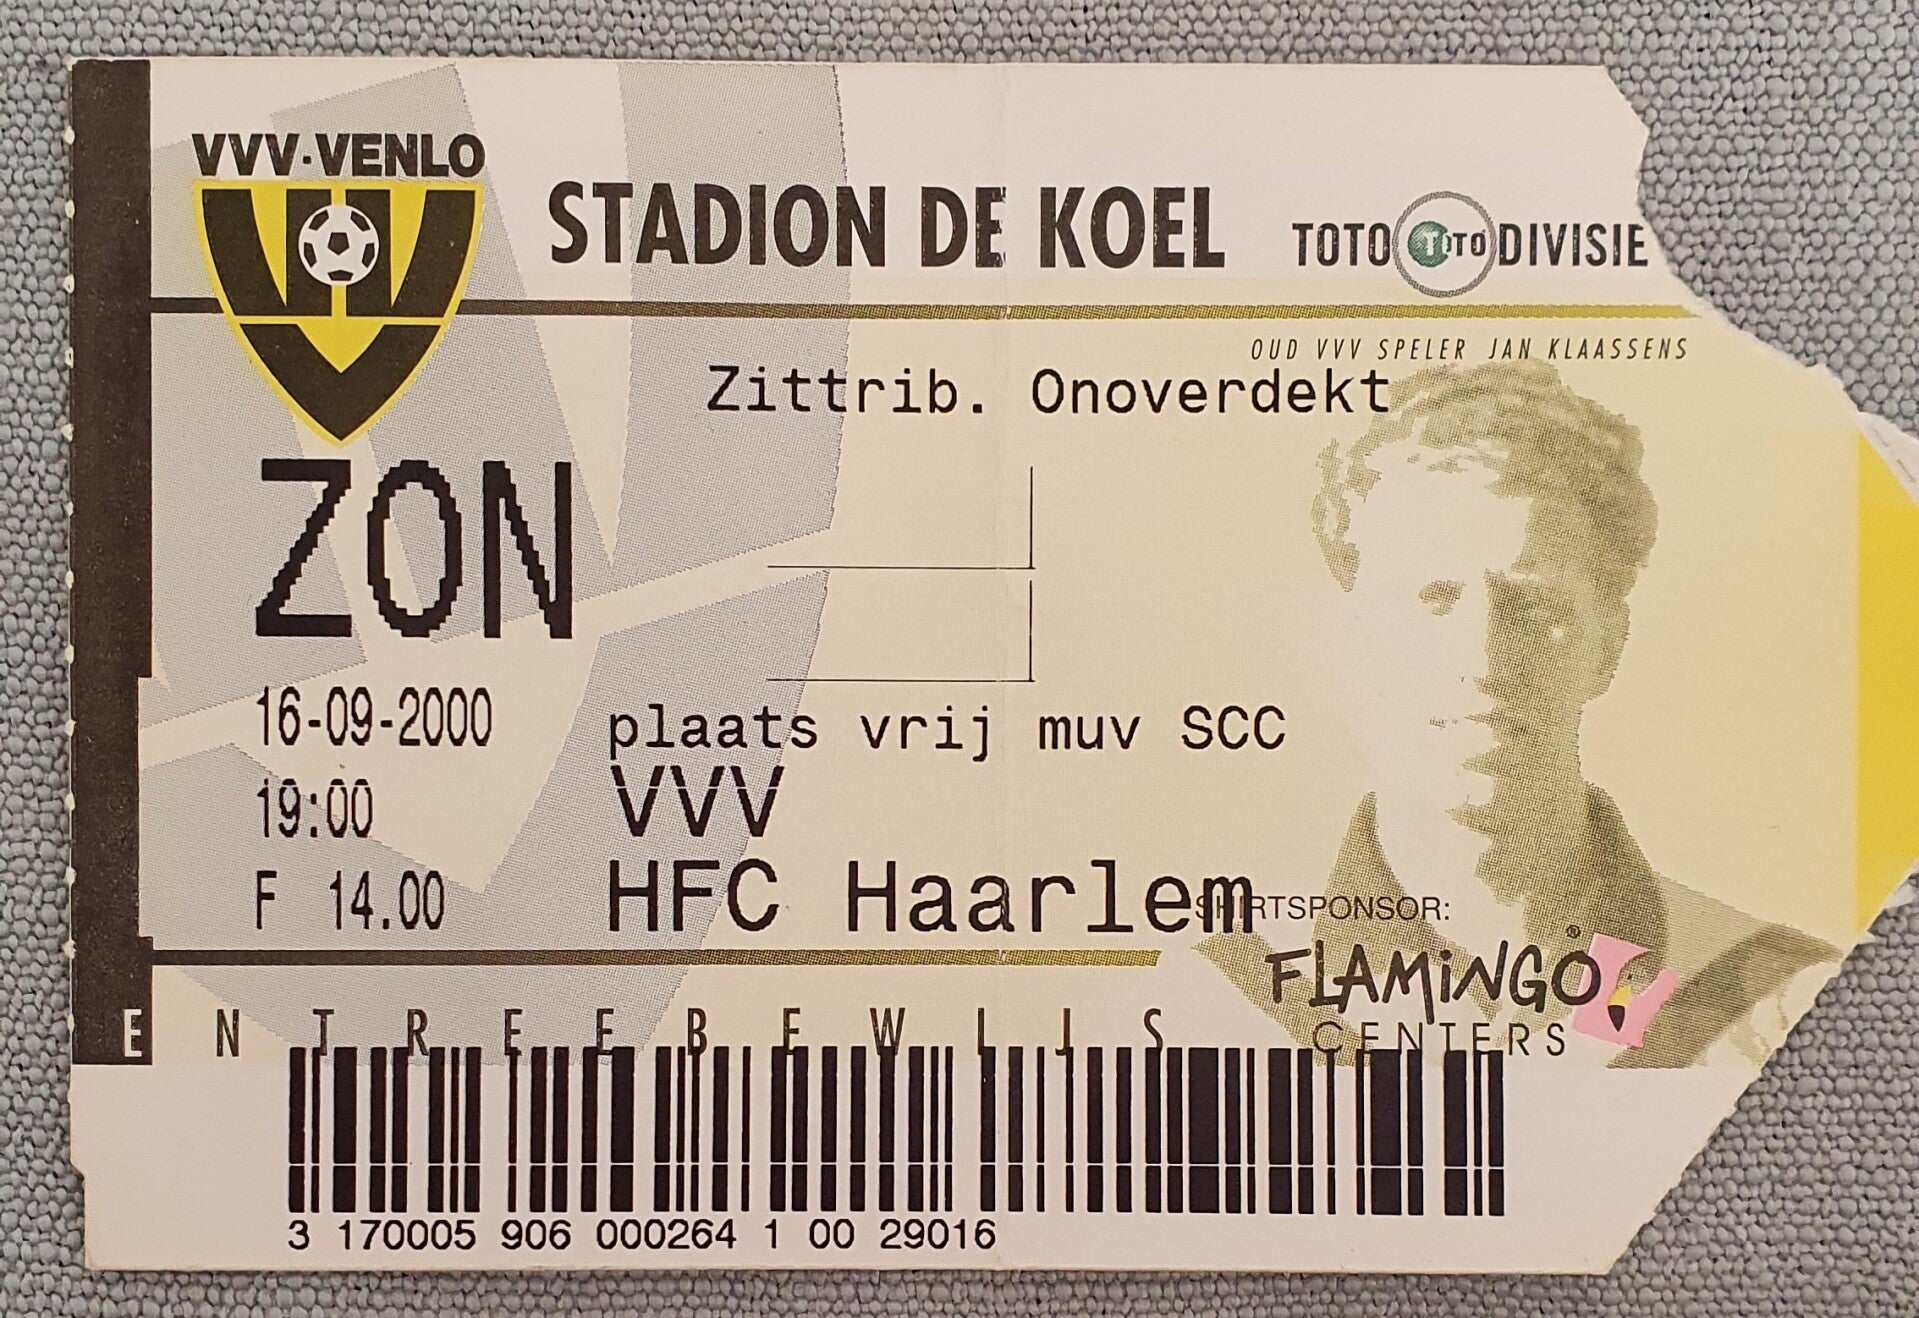 VVV-VENLO
STADION DE KOEL
TOTO TOTO DIVISIE
OUD VVV SPELER JAN KLAASSENS
Zittrib. Onoverdekt
ZON
16-09-2000
plaats vrij muv SCC
19:00
VVV
F 14.00
HFC Haarlem
SHIRTSPONSOR:
FLAMINGO®
CENTERS
ENTREEBEWIJS
3 170005 906 000264 1 00 29016